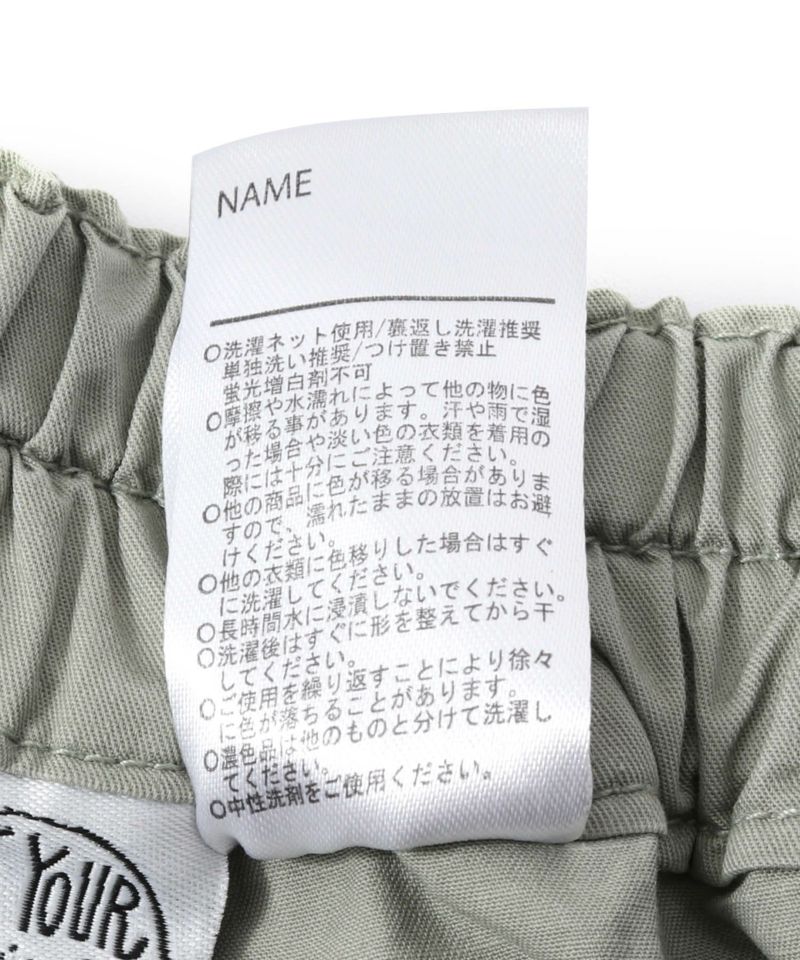 NAME
○洗濯ネット使用/裏返し洗濯推奨
単独洗い推奨/つけ置き禁止
蛍光増白剤不可
○摩擦や水濡れによって他の物に色
が移る事があります。汗や雨で湿
った場合や淡い色の衣類を着用の
際には十分にご注意ください。
○他の商品に色が移る場合がありま
すので、濡れたままの放置はお避
けください。
○他の衣類に色移りした場合はすぐ
に洗濯してください。
○長時間水に浸漬しないでください。
○洗濯後はすぐに形を整えてから干
してください。
○ご使用を繰り返すことにより徐々
に色が落ちることがあります。
○濃色品は他のものと分けて洗濯し
てください。
○中性洗剤をご使用ください。
YOUR